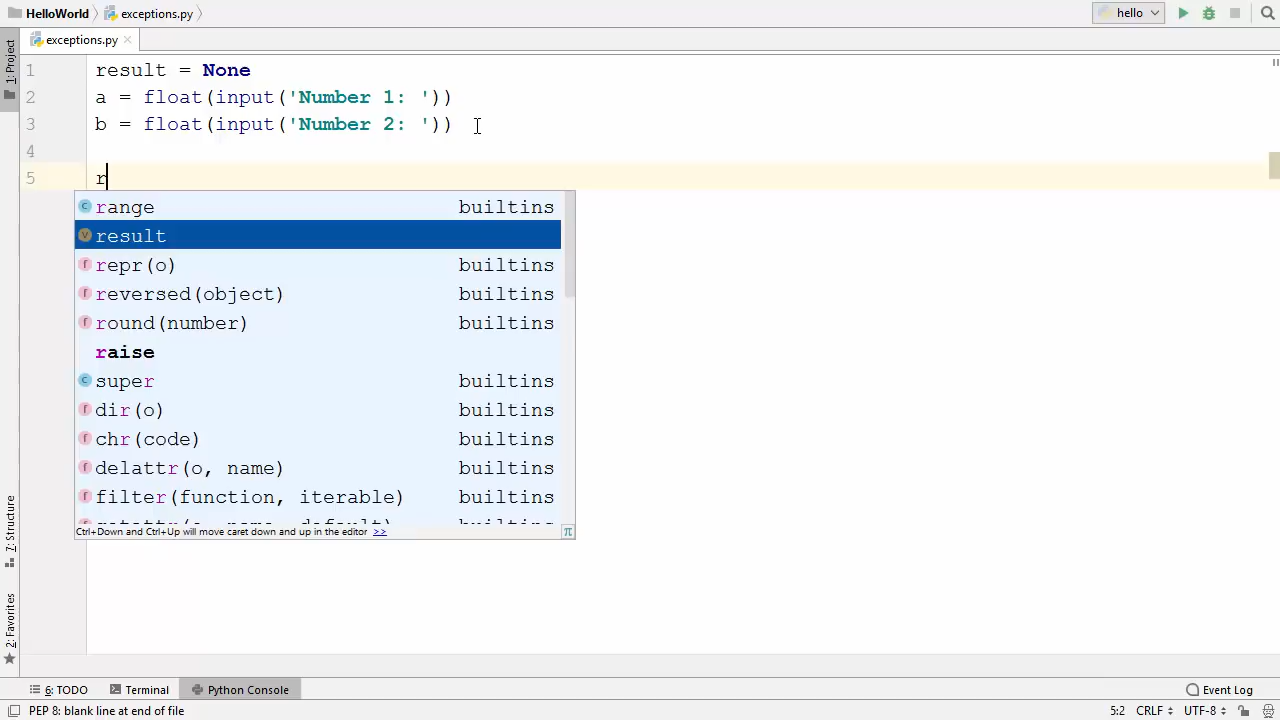 HelloWorld exceptions.py hello
exceptions.py
1: Project
1 result = None
2 a = float(input('Number 1: '))
3 b = float(input('Number 2: '))
4
5 r
range builtins
result
repr(o) builtins
reversed(object) builtins
round(number) builtins
raise
super builtins
dir(o) builtins
chr(code) builtins
delattr(o, name) builtins
filter(function, iterable) builtins
Ctrl+Down and Ctrl+Up will move caret down and up in the editor >> π
7: Structure
2: Favorites
6: TODO Terminal Python Console Event Log
PEP 8: blank line at end of file 5:2 CRLF UTF-8